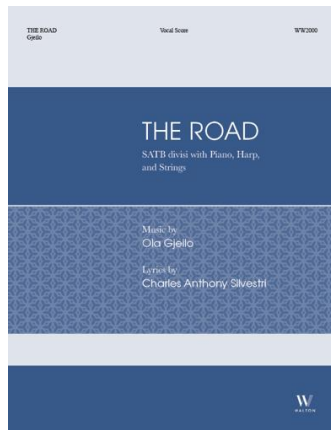 THE ROAD
Gjeilo
Vocal Score
WW2000
THE ROAD
SATB divisi with Piano, Harp,
and Strings
Music by
Ola Gjeilo
Lyrics by
Charles Anthony Silvestri
W
WALTON